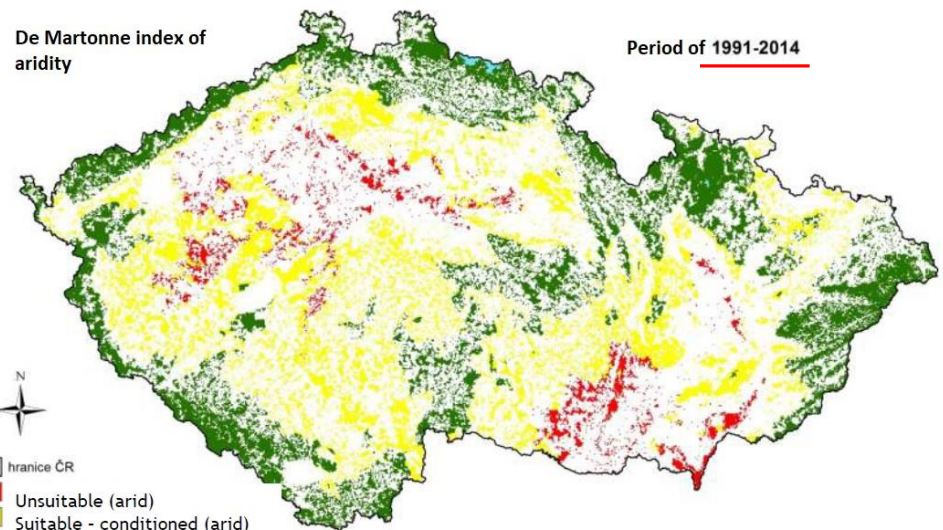 De Martonne index of
aridity
Period of 1991-2014
N
hranice ČR
Unsuitable (arid)
Suitable - conditioned (arid)